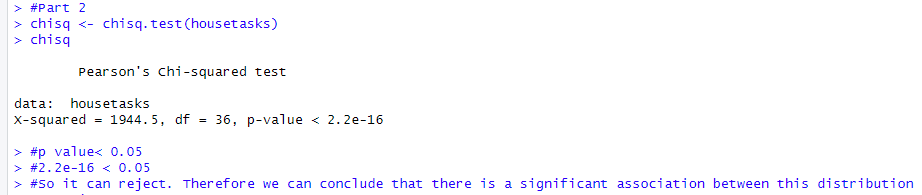 > #Part 2
> chisq <- chisq.test(housetasks)
> chisq
Pearson's Chi-squared test
data:  housetasks
X-squared = 1944.5, df = 36, p-value < 2.2e-16
> #p value< 0.05
> #2.2e-16 < 0.05
> #So it can reject. Therefore we can conclude that there is a significant association between this distribution